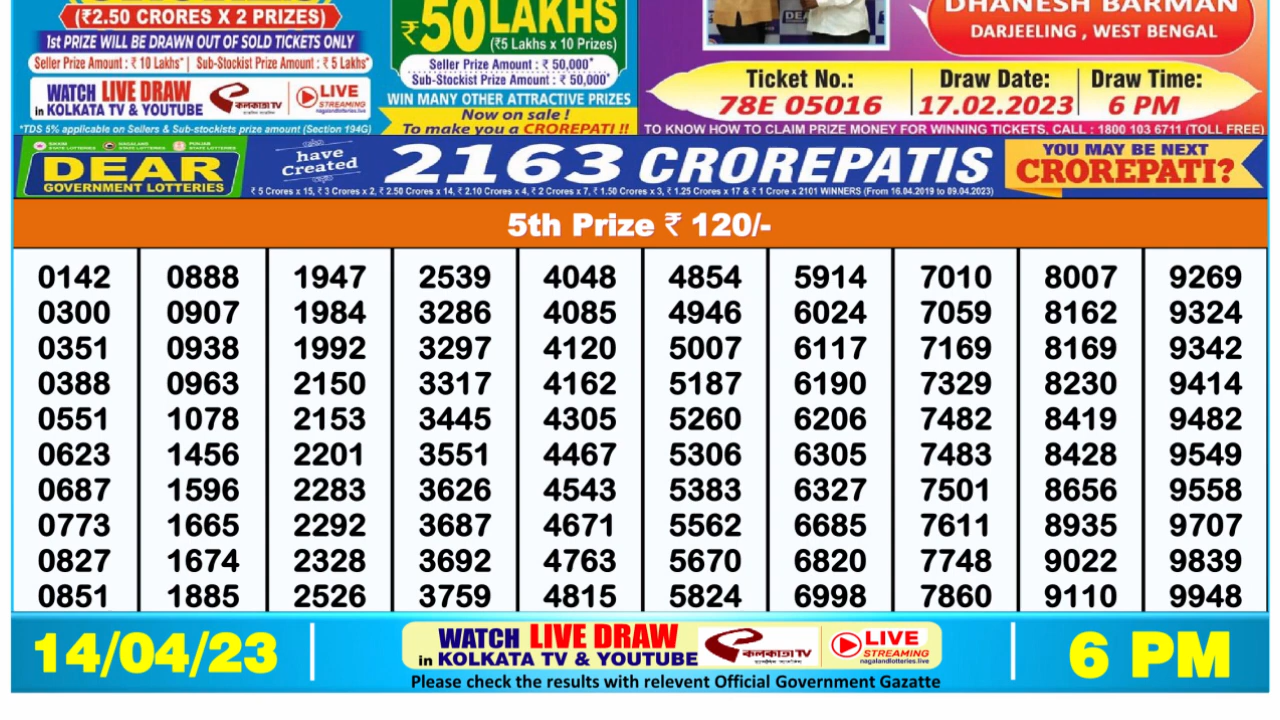 (₹2.50 CRORES X 2 PRIZES)
1st PRIZE WILL BE DRAWN OUT OF SOLD TICKETS ONLY
Seller Prize Amount : ₹ 10 Lakhs* | Sub-Stockist Prize Amount : ₹ 5 Lakhs*
WATCH LIVE DRAW
in KOLKATA TV & YOUTUBE
কলকাতা TV
LIVE
STREAMING
nagalandlotteries.live
*TDS 5% applicable on Sellers & Sub-stockists prize amount (Section 194G)
₹50 LAKHS
(₹5 Lakhs x 10 Prizes)
Seller Prize Amount : ₹ 50,000*
Sub-Stockist Prize Amount : ₹ 50,000*
WIN MANY OTHER ATTRACTIVE PRIZES
Now on sale !
To make you a CROREPATI !!
DEAR
DHANESH BARMAN
DARJEELING , WEST BENGAL
Ticket No.: Draw Date: Draw Time:
78E 05016 17.02.2023 6 PM
TO KNOW HOW TO CLAIM PRIZE MONEY FOR WINNING TICKETS, CALL : 1800 103 6711 (TOLL FREE)
DEAR
GOVERNMENT LOTTERIES
have
created
2163 CROREPATIS
₹ 5 Crores x 15, ₹ 3 Crores x 2, ₹ 2.50 Crores x 14, ₹ 2.10 Crores x 4, ₹ 2 Crores x 7, ₹ 1.50 Crores x 3, ₹ 1.25 Crores x 17 & ₹ 1 Crore x 2101 WINNERS (From 16.04.2019 to 09.04.2023)
YOU MAY BE NEXT
CROREPATI?
5th Prize ₹ 120/-
0142 0888 1947 2539 4048 4854 5914 7010 8007 9269
0300 0907 1984 3286 4085 4946 6024 7059 8162 9324
0351 0938 1992 3297 4120 5007 6117 7169 8169 9342
0388 0963 2150 3317 4162 5187 6190 7329 8230 9414
0551 1078 2153 3445 4305 5260 6206 7482 8419 9482
0623 1456 2201 3551 4467 5306 6305 7483 8428 9549
0687 1596 2283 3626 4543 5383 6327 7501 8656 9558
0773 1665 2292 3687 4671 5562 6685 7611 8935 9707
0827 1674 2328 3692 4763 5670 6820 7748 9022 9839
0851 1885 2526 3759 4815 5824 6998 7860 9110 9948
14/04/23
WATCH LIVE DRAW
in KOLKATA TV & YOUTUBE
কলকাতা TV
LIVE
STREAMING
nagalandlotteries.live
Please check the results with relevent Official Government Gazatte
6 PM